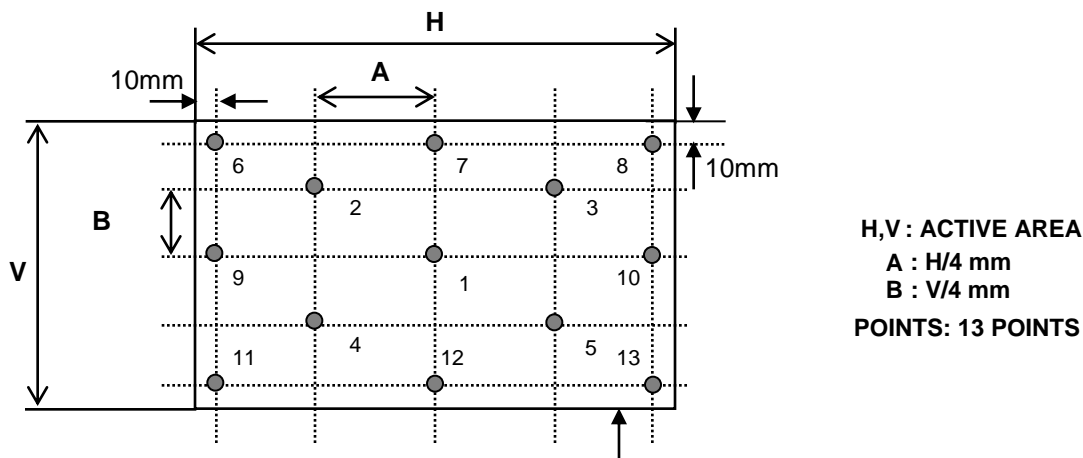 H
A
10mm
6
7
8
10mm
2
3
B
V
9
1
10
H,V : ACTIVE AREA
A : H/4 mm
B : V/4 mm
POINTS: 13 POINTS
4
5
11
12
13